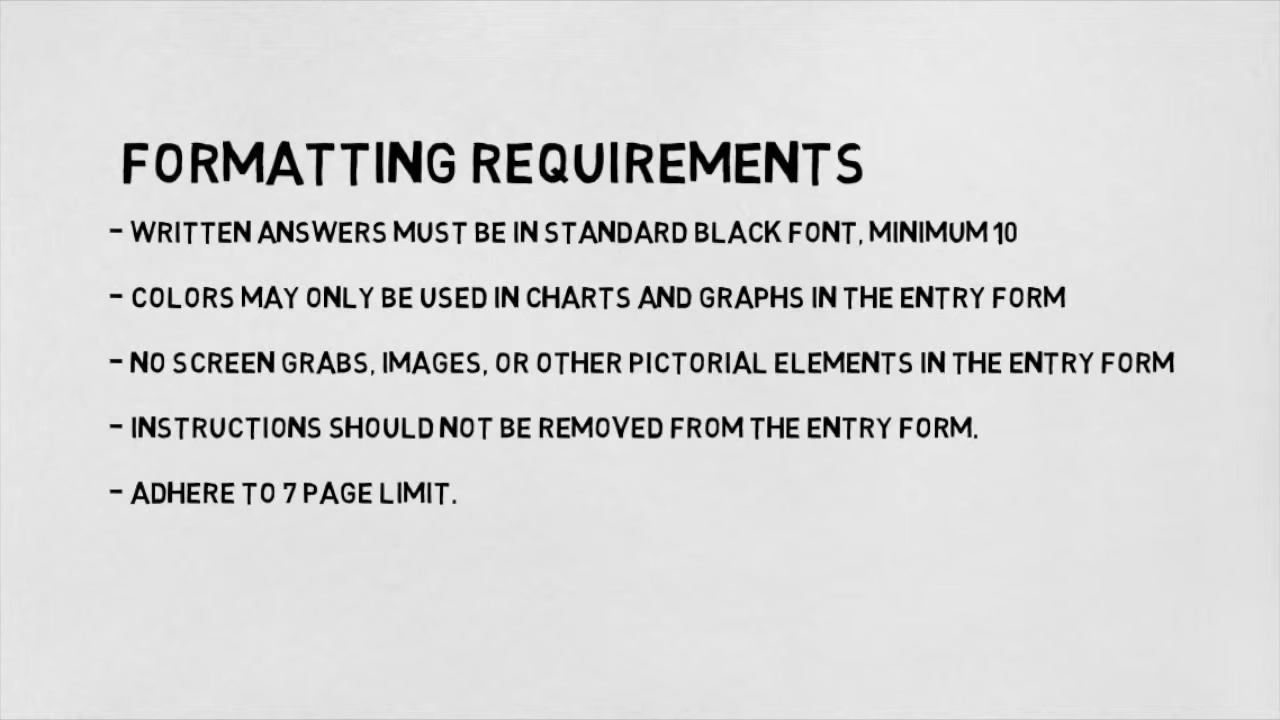 FORMATTING REQUIREMENTS
- WRITTEN ANSWERS MUST BE IN STANDARD BLACK FONT, MINIMUM 10
- COLORS MAY ONLY BE USED IN CHARTS AND GRAPHS IN THE ENTRY FORM
- NO SCREEN GRABS, IMAGES, OR OTHER PICTORIAL ELEMENTS IN THE ENTRY FORM
- INSTRUCTIONS SHOULD NOT BE REMOVED FROM THE ENTRY FORM.
- ADHERE TO 7 PAGE LIMIT.